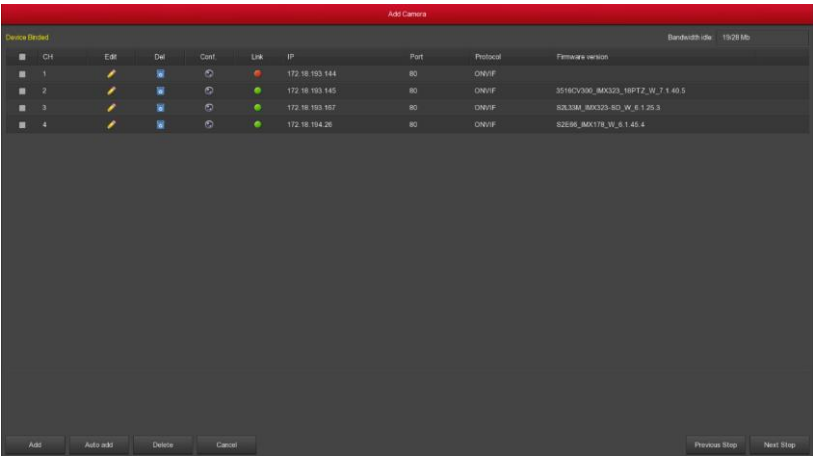 Add Camera
Device Binded Bandwidth idle 19/28 Mb
CH Edit Del Conf. Link IP Port Protocol Firmware version
1 172.18.193.144 80 ONVIF
2 172.18.193.145 80 ONVIF 3516CV300_IMX323_16PTZ_W_7.1.40.5
3 172.18.193.167 80 ONVIF S2L33M_IMX323-SD_W_6.1.25.3
4 172.18.194.26 80 ONVIF S2E66_IMX178_W_6.1.45.4
Add Auto add Delete Cancel Previous Step Next Step